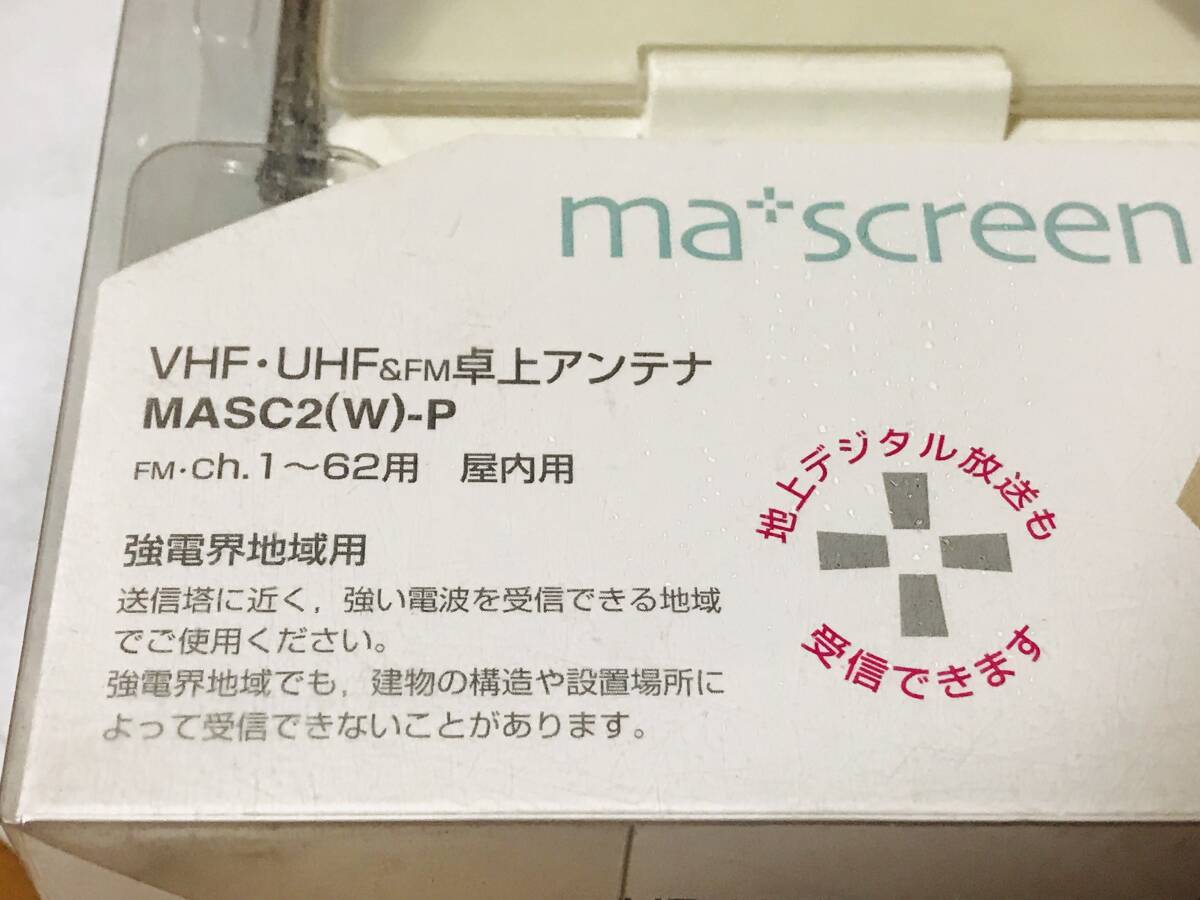 ma+screen
VHF・UHF&FM卓上アンテナ
MASC2(W)-P
FM・ch.1～62用　屋内用
強電界地域用
送信塔に近く，強い電波を受信できる地域
でご使用ください。
強電界地域でも，建物の構造や設置場所に
よって受信できないことがあります。
地上デジタル放送も
受信できます